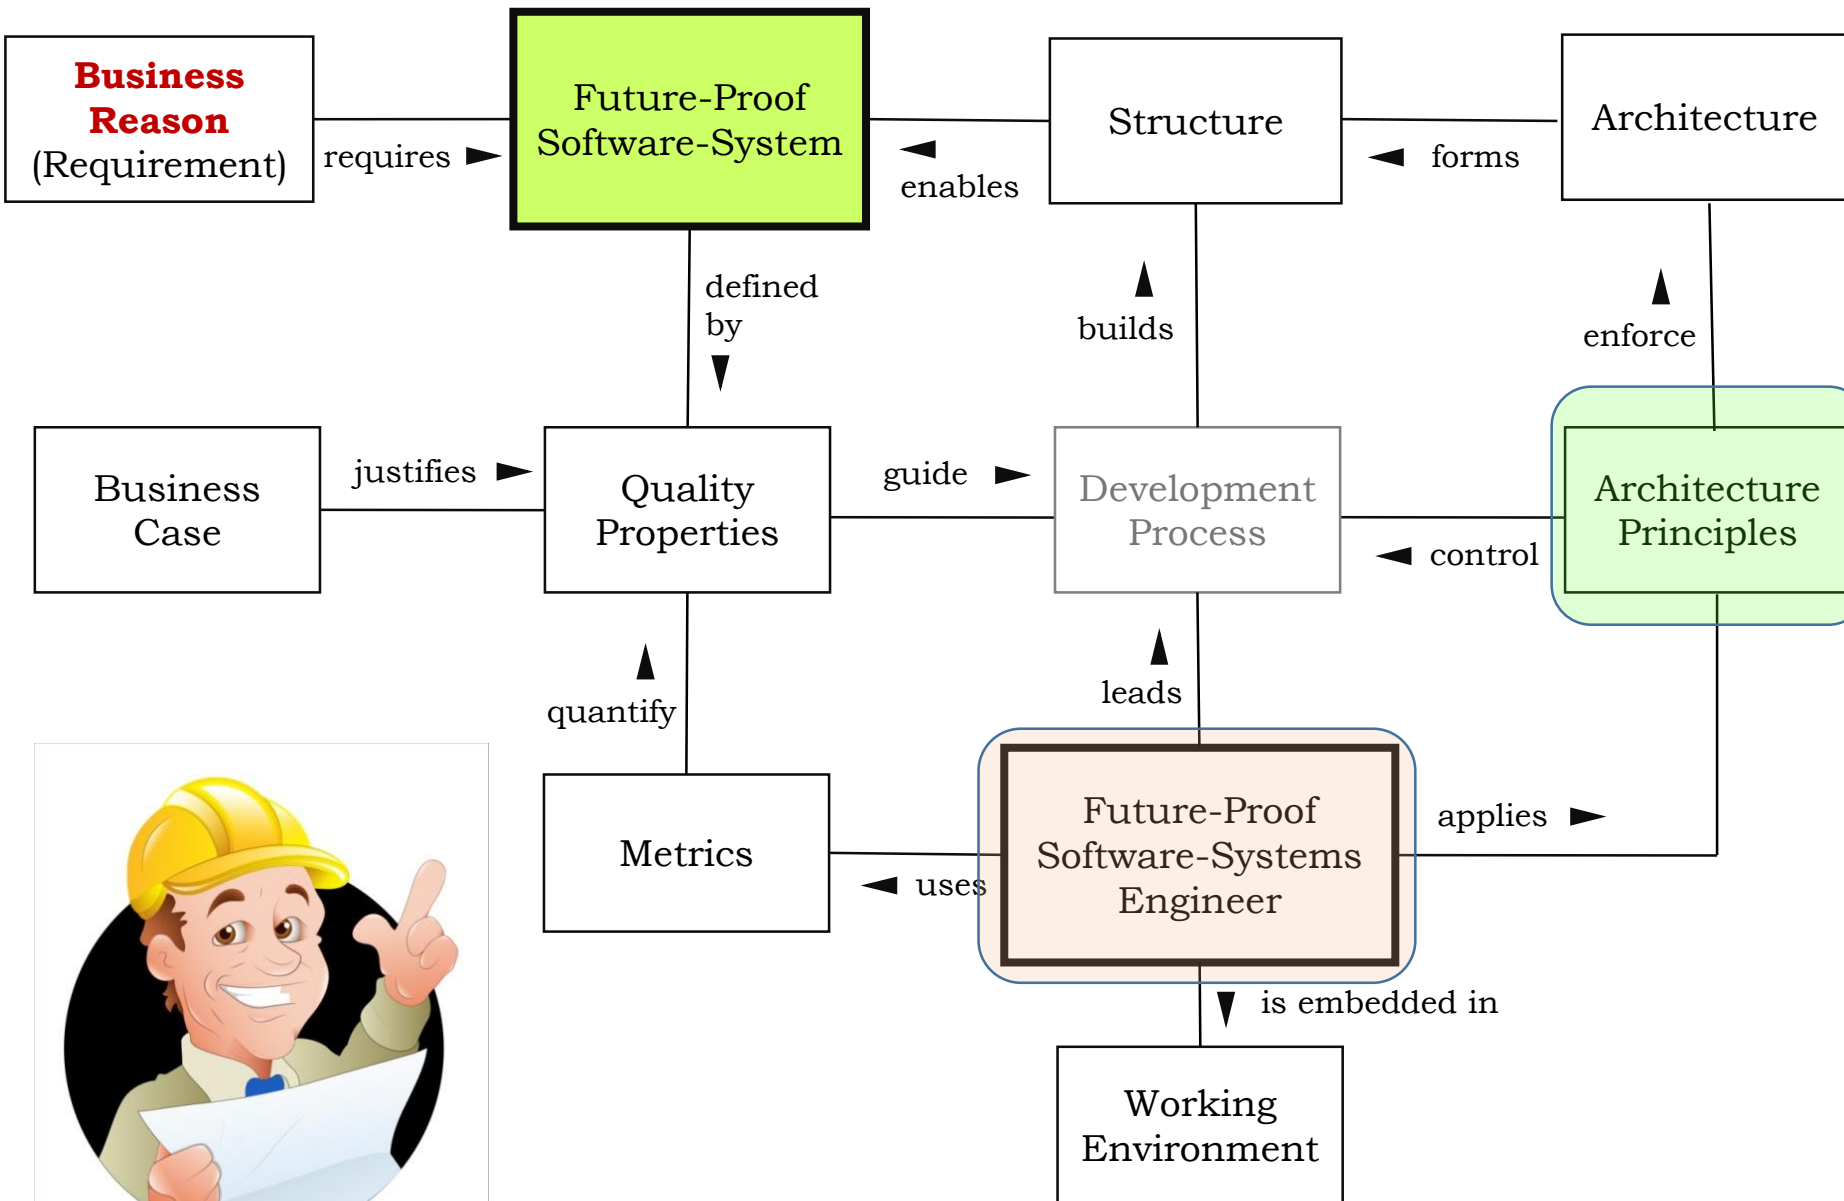 Business
Reason
(Requirement)
requires
Future-Proof
Software-System
enables
Structure
forms
Architecture
defined
by
builds
enforce
Business
Case
justifies
Quality
Properties
guide
Development
Process
control
Architecture
Principles
quantify
leads
Metrics
uses
Future-Proof
Software-Systems
Engineer
applies
is embedded in
Working
Environment